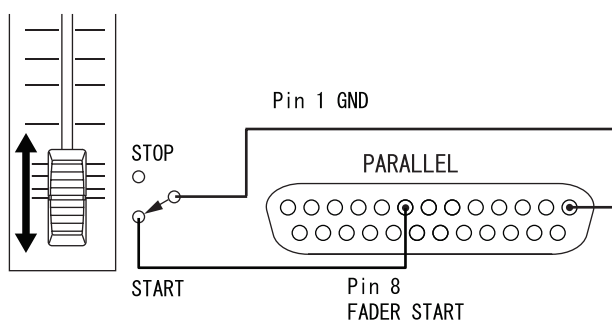 Pin 1 GND
STOP
PARALLEL
START
Pin 8
FADER START